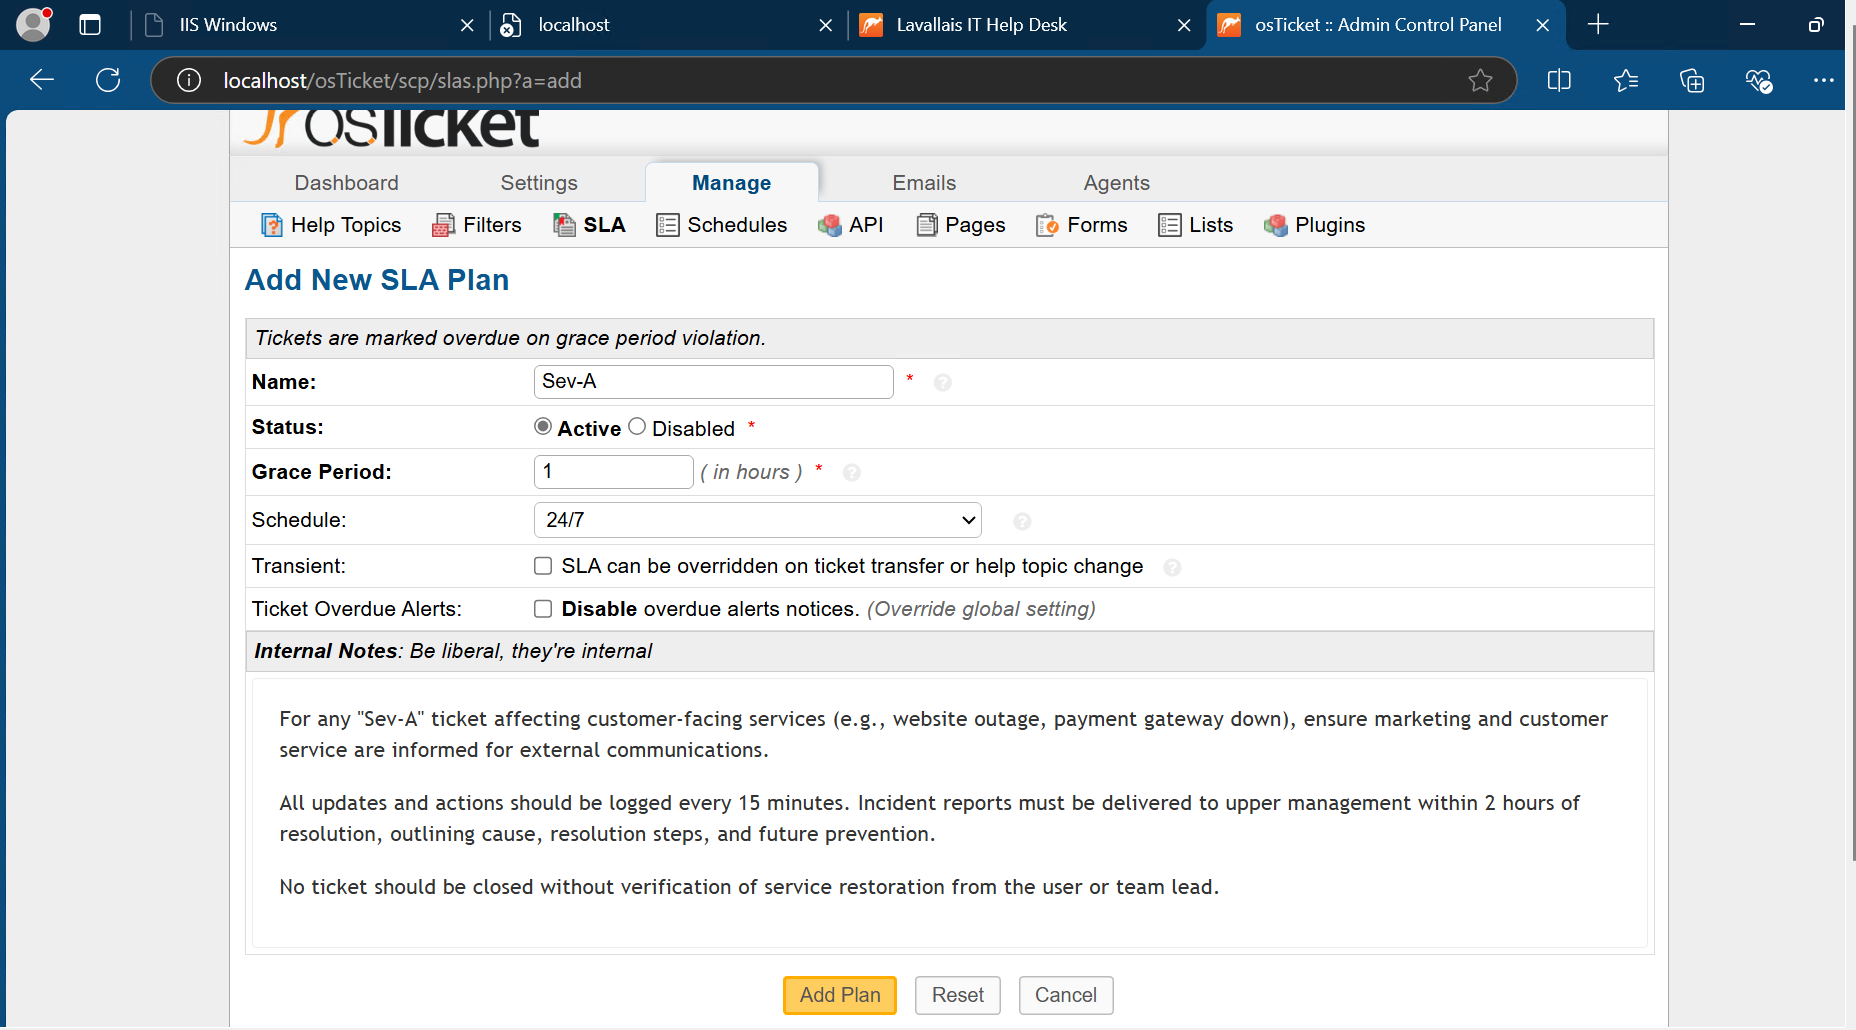 IIS Windows
localhost
Lavallais IT Help Desk
osTicket :: Admin Control Panel
localhost/osTicket/scp/slas.php?a=add
osTicket
Dashboard
Settings
Manage
Emails
Agents
Help Topics
Filters
SLA
Schedules
API
Pages
Forms
Lists
Plugins
Add New SLA Plan
Tickets are marked overdue on grace period violation.
Name:
Sev-A
*
Status:
Active
Disabled *
Grace Period:
1
( in hours ) *
Schedule:
24/7
Transient:
SLA can be overridden on ticket transfer or help topic change
Ticket Overdue Alerts:
Disable overdue alerts notices. (Override global setting)
Internal Notes: Be liberal, they're internal
For any "Sev-A" ticket affecting customer-facing services (e.g., website outage, payment gateway down), ensure marketing and customer
service are informed for external communications.
All updates and actions should be logged every 15 minutes. Incident reports must be delivered to upper management within 2 hours of
resolution, outlining cause, resolution steps, and future prevention.
No ticket should be closed without verification of service restoration from the user or team lead.
Add Plan
Reset
Cancel